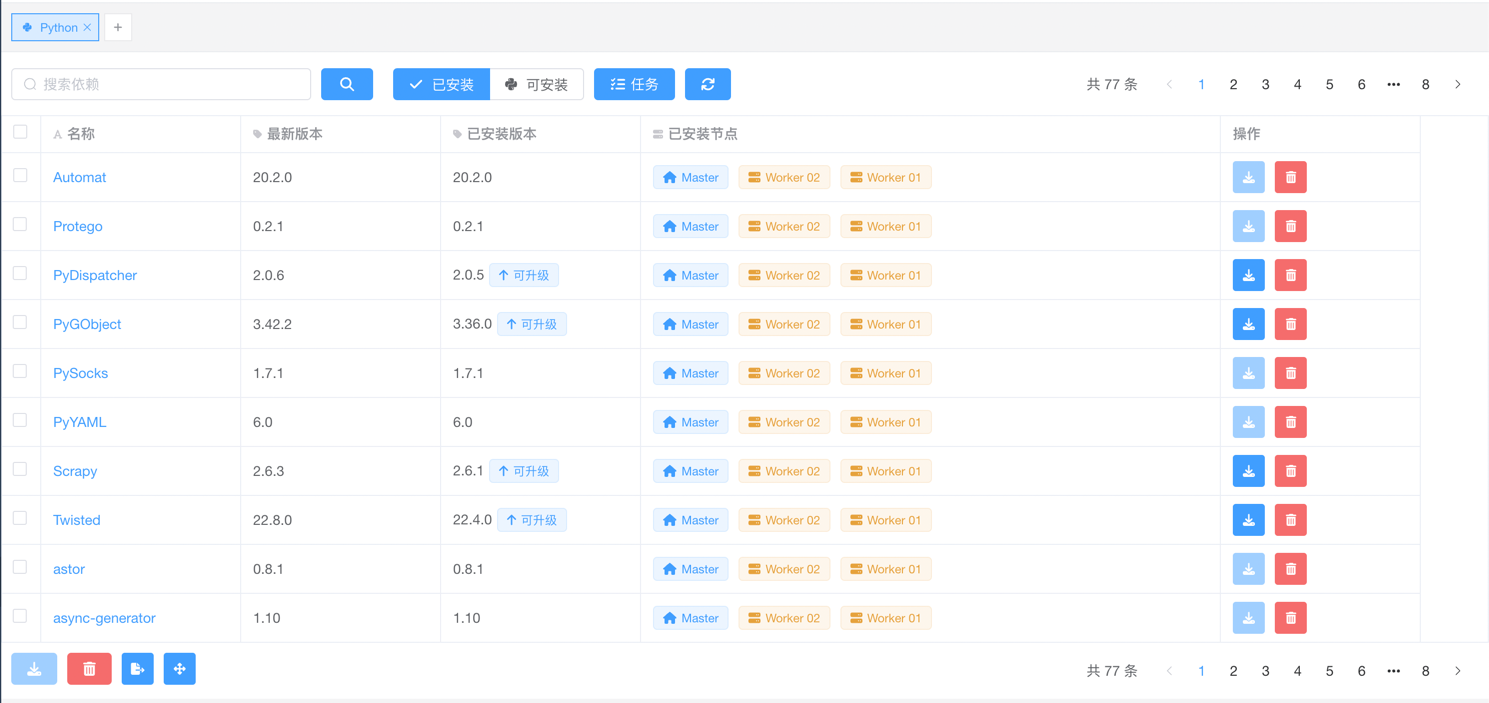 Python
搜索依赖 已安装 可安装 任务 共 77 条 1 2 3 4 5 6 ••• 8
名称 最新版本 已安装版本 已安装节点 操作
Automat 20.2.0 20.2.0 Master Worker 02 Worker 01
Protego 0.2.1 0.2.1 Master Worker 02 Worker 01
PyDispatcher 2.0.6 2.0.5 可升级 Master Worker 02 Worker 01
PyGObject 3.42.2 3.36.0 可升级 Master Worker 02 Worker 01
PySocks 1.7.1 1.7.1 Master Worker 02 Worker 01
PyYAML 6.0 6.0 Master Worker 02 Worker 01
Scrapy 2.6.3 2.6.1 可升级 Master Worker 02 Worker 01
Twisted 22.8.0 22.4.0 可升级 Master Worker 02 Worker 01
astor 0.8.1 0.8.1 Master Worker 02 Worker 01
async-generator 1.10 1.10 Master Worker 02 Worker 01
共 77 条 1 2 3 4 5 6 ••• 8